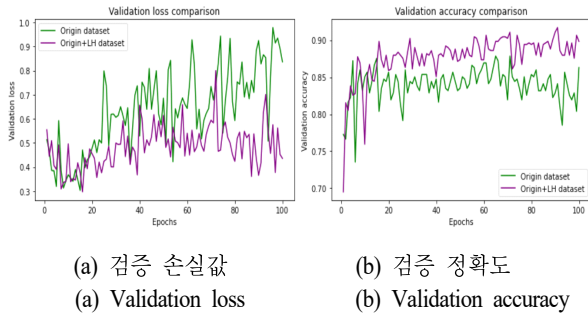 Validation loss comparison
Origin dataset
Origin+LH dataset
Validation loss
1.0
0.9
0.8
0.7
0.6
0.5
0.4
0.3
0
20
40
60
80
100
Epochs
Validation accuracy comparison
Validation accuracy
0.90
0.85
0.80
0.75
0.70
Origin dataset
Origin+LH dataset
0
20
40
60
80
100
Epochs
(a) 검증 손실값
(a) Validation loss
(b) 검증 정확도
(b) Validation accuracy